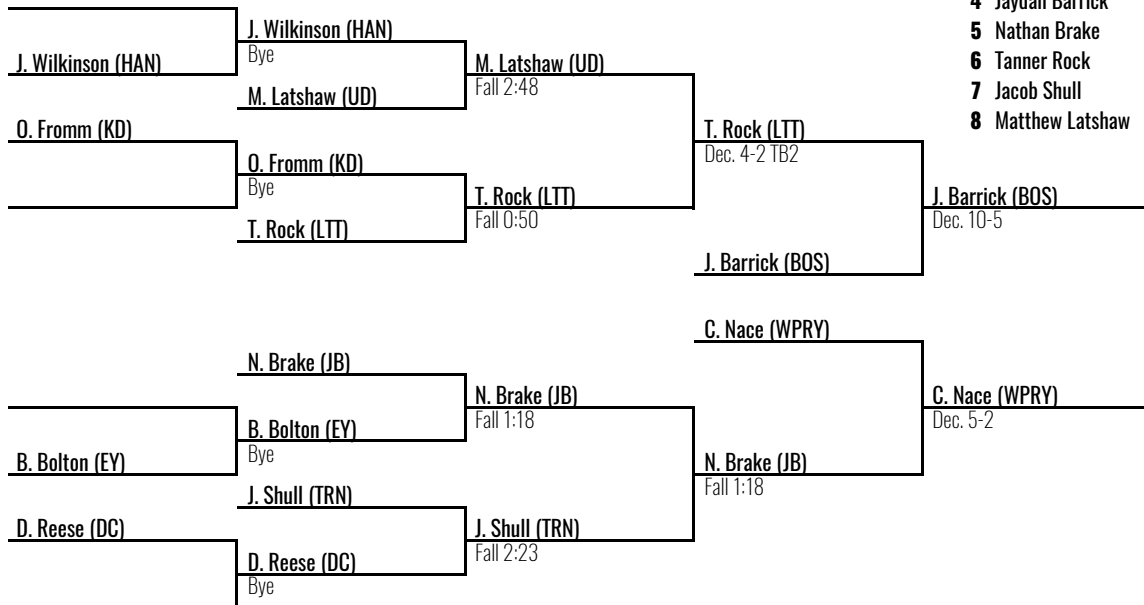 4 Jaydan Barrick
5 Nathan Brake
6 Tanner Rock
7 Jacob Shull
8 Matthew Latshaw
J. Wilkinson (HAN)
Bye
J. Wilkinson (HAN)
M. Latshaw (UD)
Fall 2:48
M. Latshaw (UD)
O. Fromm (KD)
T. Rock (LTT)
Dec. 4-2 TB2
O. Fromm (KD)
Bye
T. Rock (LTT)
Fall 0:50
J. Barrick (BOS)
Dec. 10-5
T. Rock (LTT)
J. Barrick (BOS)
C. Nace (WPRY)
N. Brake (JB)
N. Brake (JB)
Fall 1:18
C. Nace (WPRY)
Dec. 5-2
B. Bolton (EY)
Bye
B. Bolton (EY)
N. Brake (JB)
Fall 1:18
J. Shull (TRN)
D. Reese (DC)
J. Shull (TRN)
Fall 2:23
D. Reese (DC)
Bye